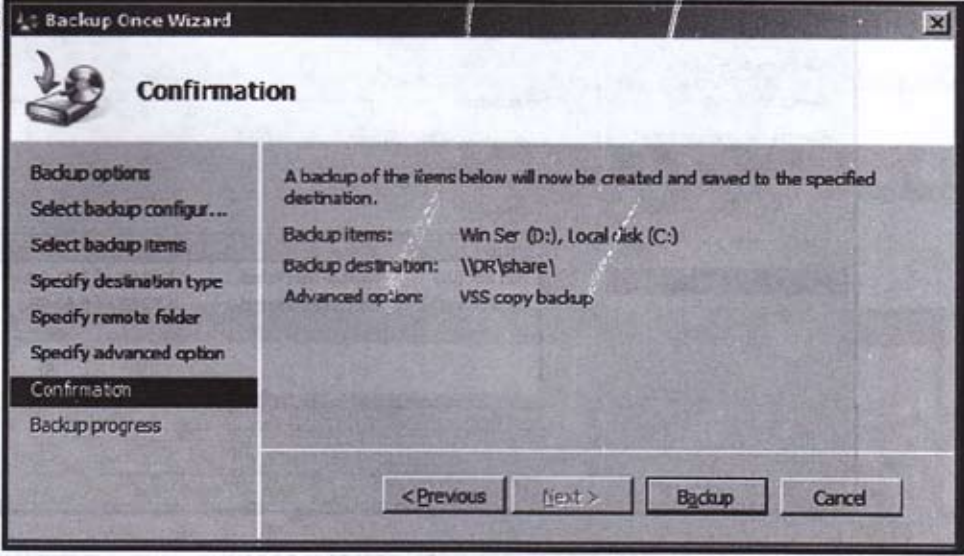 Backup Once Wizard
Confirmation
Backup options
Select backup configur...
Select backup items
Specify destination type
Specify remote folder
Specify advanced option
Confirmation
Backup progress
A backup of the items below will now be created and saved to the specified
destination.
Backup items: Win Ser (D:), Local disk (C:)
Backup destination: \\DR\share\
Advanced option: VSS copy backup
< Previous
Next >
Backup
Cancel